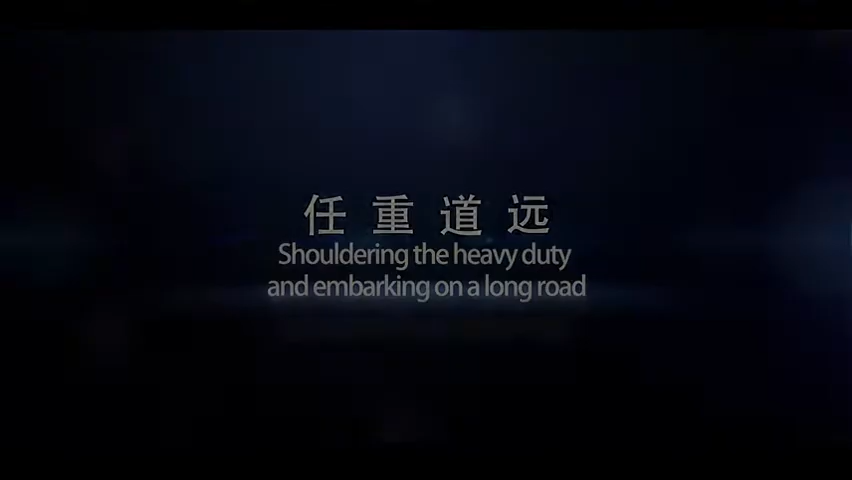 任重道远
Shouldering the heavy duty
and embarking on a long road